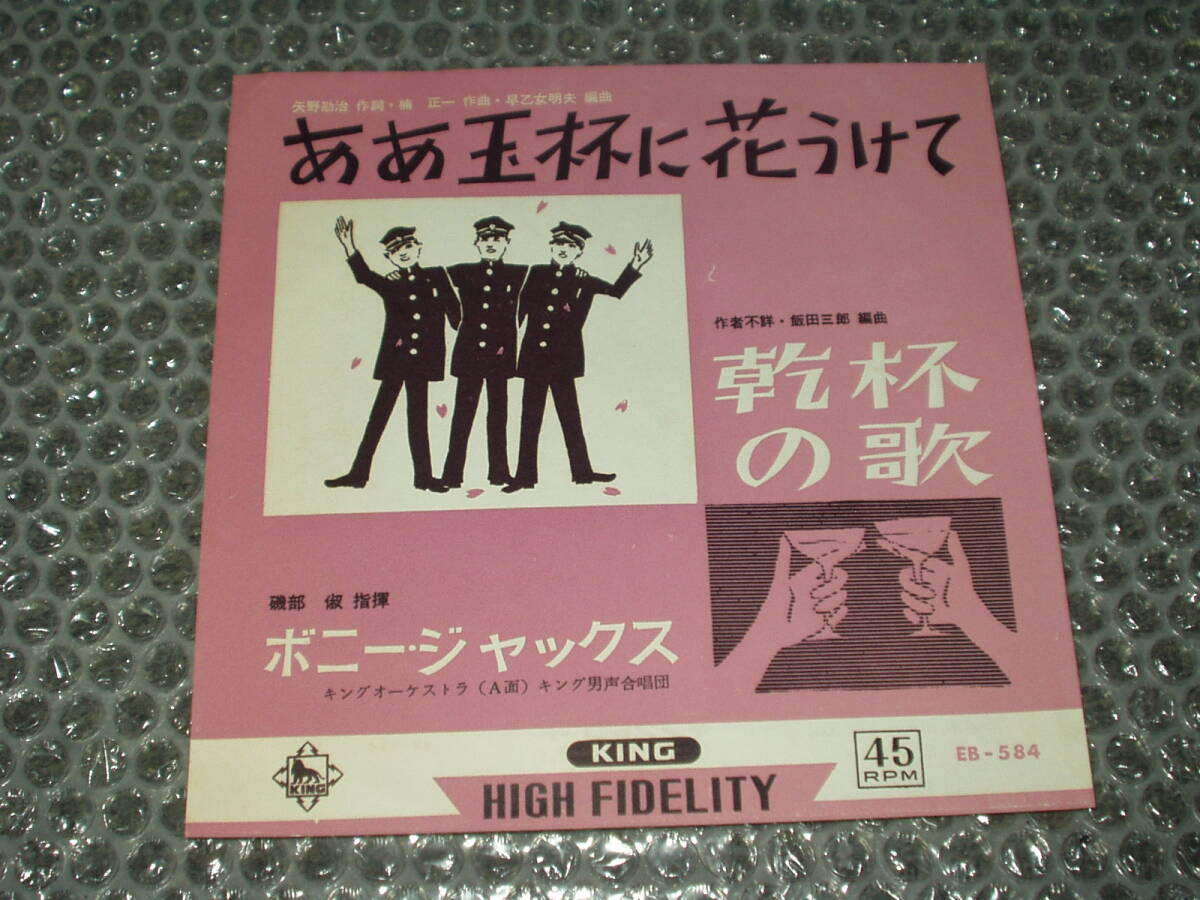 矢野勘治 作詞・楠 正一 作曲・早乙女明夫 編曲
ああ玉杯に花うけて
作者不詳・飯田三郎 編曲
乾杯
の歌
磯部 俶 指揮
ボニー・ジャックス
キングオーケストラ（A面）キング男声合唱団
KING
KING
HIGH FIDELITY
45
RPM
EB-584